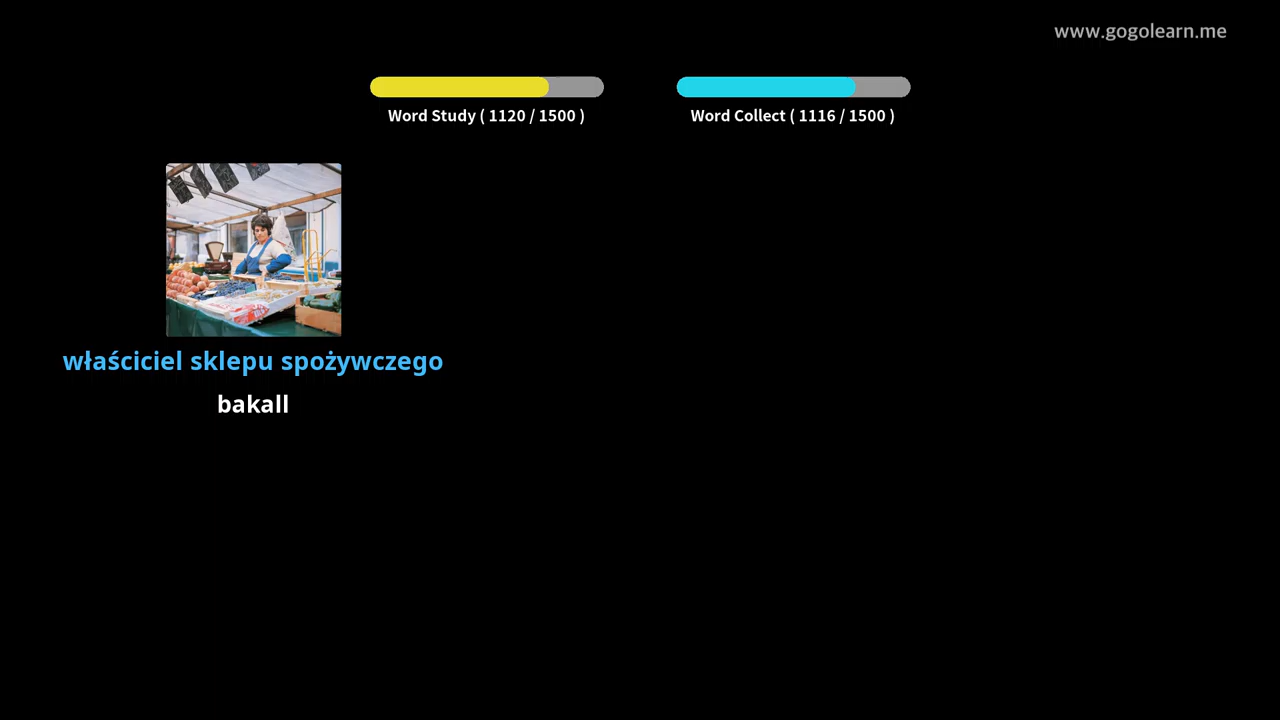 www.gogolearn.me
Word Study ( 1120 / 1500 )
Word Collect ( 1116 / 1500 )
właściciel sklepu spożywczego
bakall